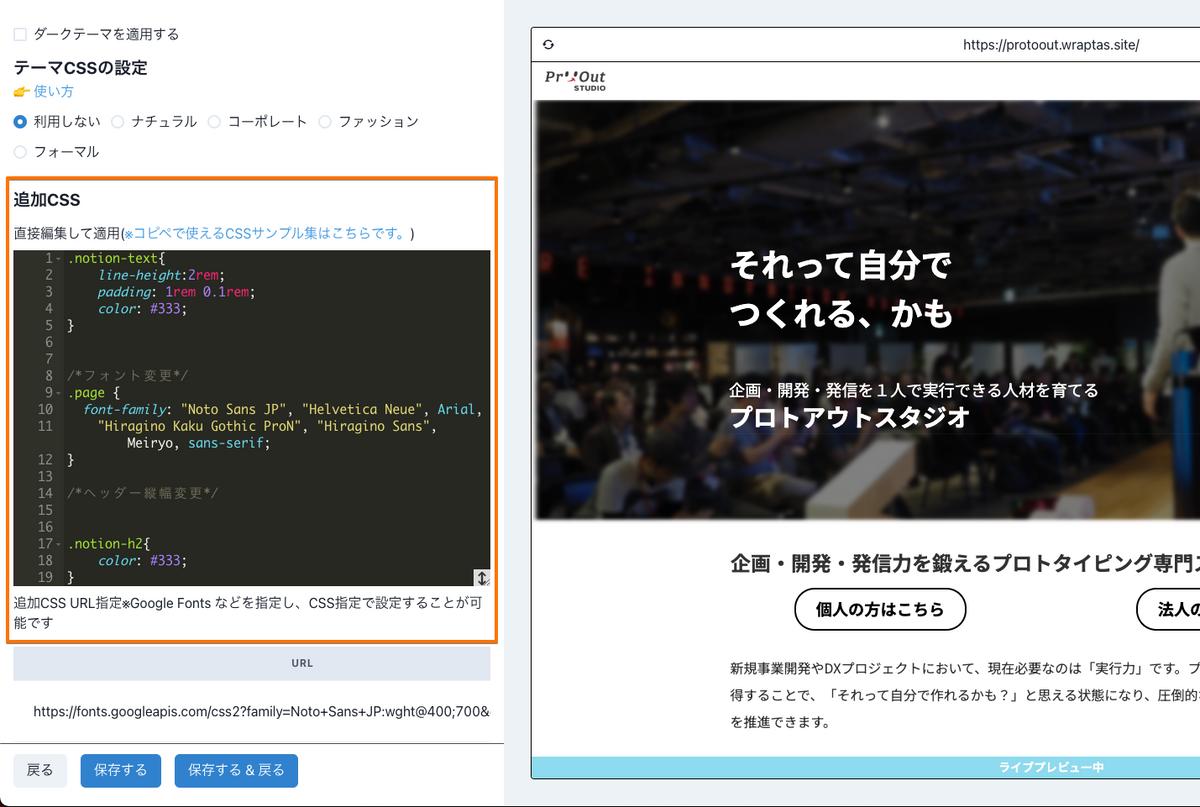 ダークテーマを適用する
テーマCSSの設定
👉 使い方
利用しない ナチュラル コーポレート ファッション
フォーマル
追加CSS
直接編集して適用(※コピペで使えるCSSサンプル集はこちらです。)
1 .notion-text{
2 line-height:2rem;
3 padding: 1rem 0.1rem;
4 color: #333;
5 }
6
7
8 /*フォント変更*/
9 .page {
10 font-family: "Noto Sans JP", "Helvetica Neue", Arial,
11 "Hiragino Kaku Gothic ProN", "Hiragino Sans",
Meiryo, sans-serif;
12 }
13
14 /*ヘッダー縦幅変更*/
15
16
17 .notion-h2{
18 color: #333;
19 }
追加CSS URL指定※Google Fonts などを指定し、CSS指定で設定することが可
能です
URL
https://fonts.googleapis.com/css2?family=Noto+Sans+JP:wght@400;700&
戻る 保存する 保存する & 戻る
https://protoout.wraptas.site/
Pr Out
STUDIO
それって自分で
つくれる、かも
企画・開発・発信を１人で実行できる人材を育てる
プロトアウトスタジオ
企画・開発・発信力を鍛えるプロトタイピング専門
個人の方はこちら 法人の
新規事業開発やDXプロジェクトにおいて、現在必要なのは「実行力」です。プ
得することで、「それって自分で作れるかも？」と思える状態になり、圧倒的
を推進できます。
ライブプレビュー中